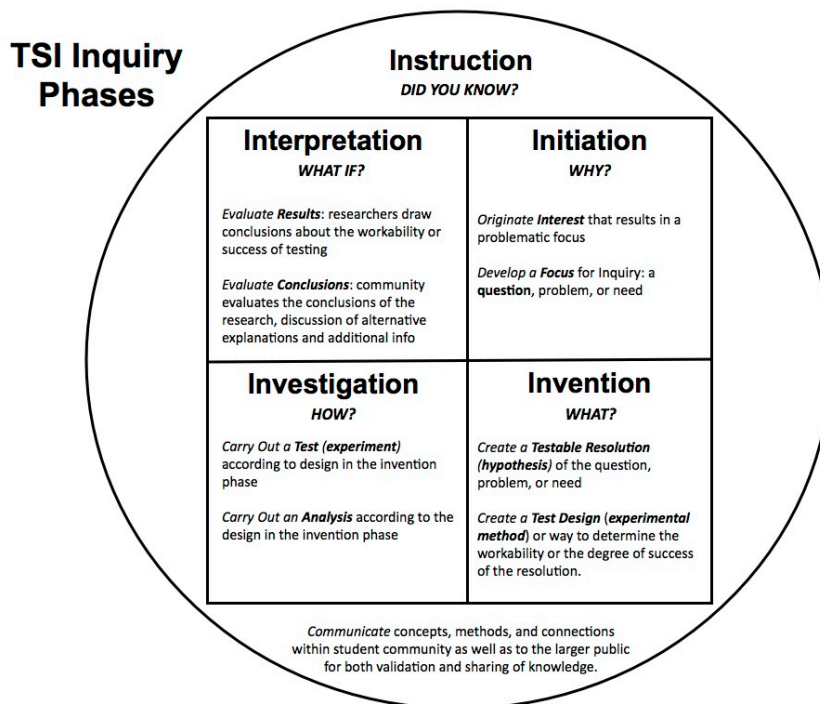 TSI Inquiry
Phases
Instruction
DID YOU KNOW?
Interpretation
WHAT IF?
Evaluate Results: researchers draw
conclusions about the workability or
success of testing
Evaluate Conclusions: community
evaluates the conclusions of the
research, discussion of alternative
explanations and additional info
Initiation
WHY?
Originate Interest that results in a
problematic focus
Develop a Focus for Inquiry: a
question, problem, or need
Investigation
HOW?
Carry Out a Test (experiment)
according to design in the invention
phase
Carry Out an Analysis according to the
design in the invention phase
Invention
WHAT?
Create a Testable Resolution
(hypothesis) of the question,
problem, or need
Create a Test Design (experimental
method) or way to determine the
workability or the degree of success
of the resolution.
Communicate concepts, methods, and connections
within student community as well as to the larger public
for both validation and sharing of knowledge.